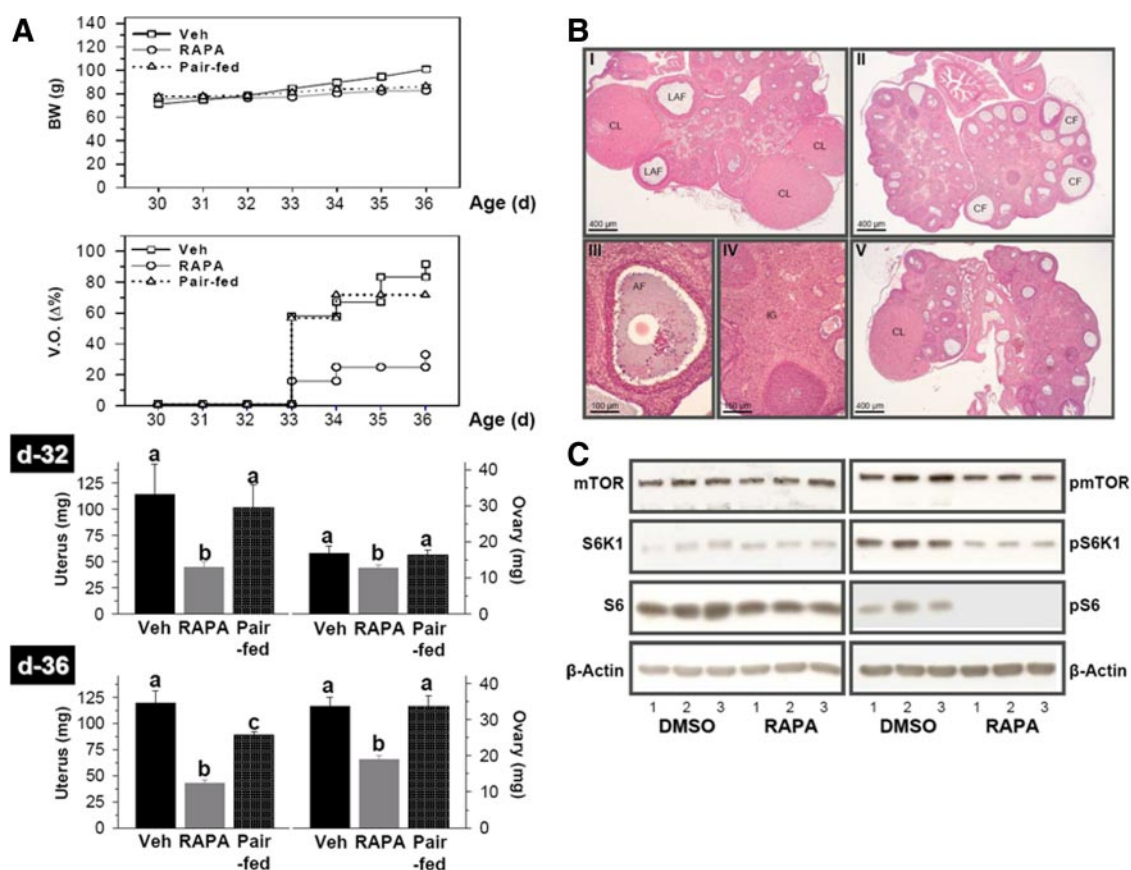 A
140
120
100
80
60
40
20
0
BW (g)
Veh
RAPA
Pair-fed
30 31 32 33 34 35 36 Age (d)
100
80
60
40
20
0
V.O. (Δ%)
Veh
RAPA
Pair-fed
30 31 32 33 34 35 36 Age (d)
d-32
125
100
75
50
25
0
Uterus (mg)
a b a
a b a
Veh RAPA Pair
-fed
Veh RAPA Pair
-fed
40
30
20
10
0
Ovary (mg)
d-36
125
100
75
50
25
0
Uterus (mg)
a b c
a b a
Veh RAPA Pair
-fed
Veh RAPA Pair
-fed
40
30
20
10
0
Ovary (mg)
B
I
LAF
CL
CL
LAF
CL
400 µm
II
CF
CF
CF
400 µm
III
AF
100 µm
IV
IG
100 µm
V
CL
400 µm
C
mTOR pmTOR
S6K1 pS6K1
S6 pS6
β-Actin β-Actin
1 2 3 1 2 3 1 2 3 1 2 3
DMSO RAPA DMSO RAPA